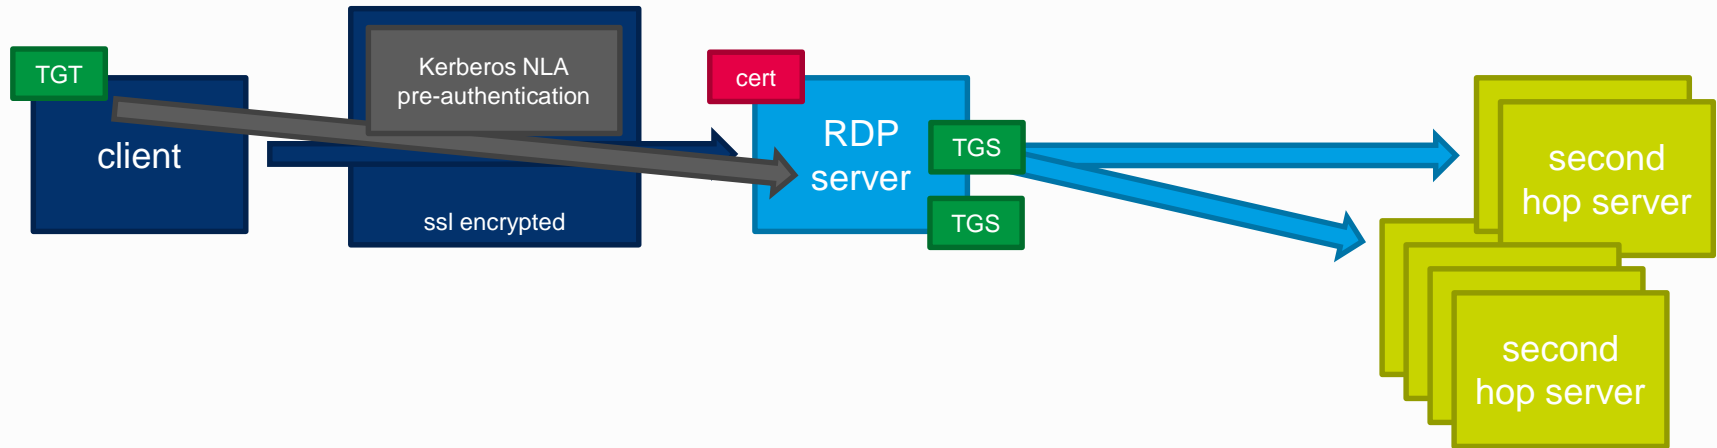 TGT
client
Kerberos NLA
pre-authentication
ssl encrypted
cert
RDP
server
TGS
TGS
second
hop server
second
hop server